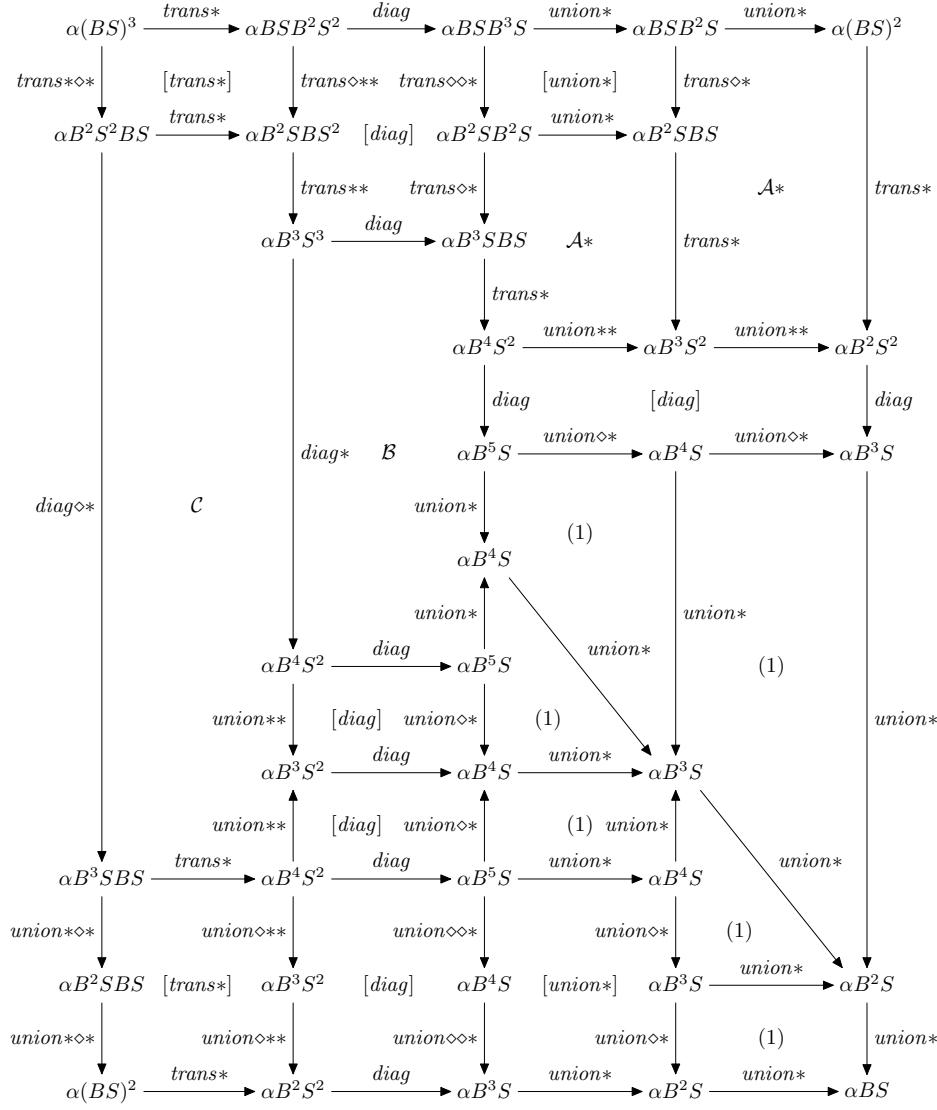 trans∗ diag union∗ union∗
α(BS)³ αBSB²S² αBSB³S αBSB²S α(BS)²
trans∗⋄∗ [trans∗] trans⋄∗∗ trans⋄⋄∗ [union∗] trans⋄∗
trans∗ union∗
αB²S²BS αB²SBS² [diag] αB²SB²S αB²SBS
trans∗∗ trans⋄∗ 𝒜∗ trans∗
diag
αB³S³ αB³SBS 𝒜∗ trans∗
trans∗
union∗∗ union∗∗
αB⁴S² αB³S² αB²S²
diag [diag] diag
union⋄∗ union⋄∗
diag∗ ℬ αB⁵S αB⁴S αB³S
diag⋄∗ 𝒞 union∗
(1)
αB⁴S
union∗ union∗
union∗
diag
αB⁴S² αB⁵S (1)
union∗∗ [diag] union⋄∗ (1) union∗
diag union∗
αB³S² αB⁴S αB³S
union∗∗ [diag] union⋄∗ (1) union∗
trans∗ diag union∗ union∗
αB³SBS αB⁴S² αB⁵S αB⁴S
union∗⋄∗ union⋄∗∗ union⋄⋄∗ union⋄∗ (1)
union∗
αB²SBS [trans∗] αB³S² [diag] αB⁴S [union∗] αB³S αB²S
union∗⋄∗ union⋄∗∗ union⋄⋄∗ union⋄∗ (1) union∗
trans∗ diag union∗ union∗
α(BS)² αB²S² αB³S αB²S αBS